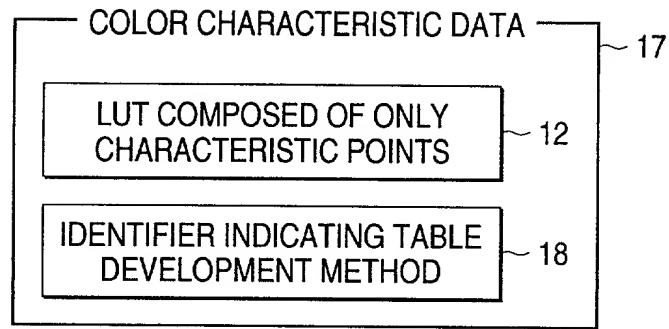 COLOR CHARACTERISTIC DATA
17
LUT COMPOSED OF ONLY
CHARACTERISTIC POINTS
12
IDENTIFIER INDICATING TABLE
DEVELOPMENT METHOD
18